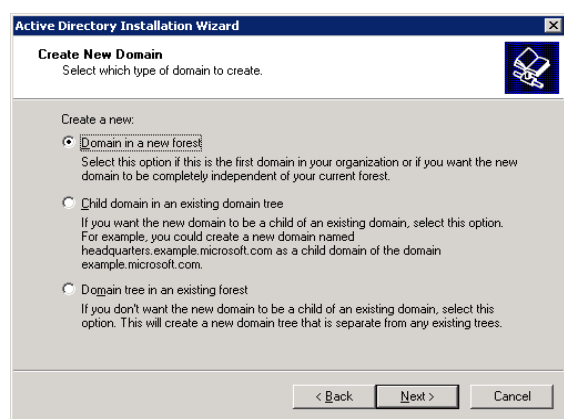 Active Directory Installation Wizard
Create New Domain
Select which type of domain to create.
Create a new:
Domain in a new forest
Select this option if this is the first domain in your organization or if you want the new
domain to be completely independent of your current forest.
Child domain in an existing domain tree
If you want the new domain to be a child of an existing domain, select this option.
For example, you could create a new domain named
headquarters.example.microsoft.com as a child domain of the domain
example.microsoft.com.
Domain tree in an existing forest
If you don't want the new domain to be a child of an existing domain, select this
option. This will create a new domain tree that is separate from any existing trees.
< Back Next > Cancel